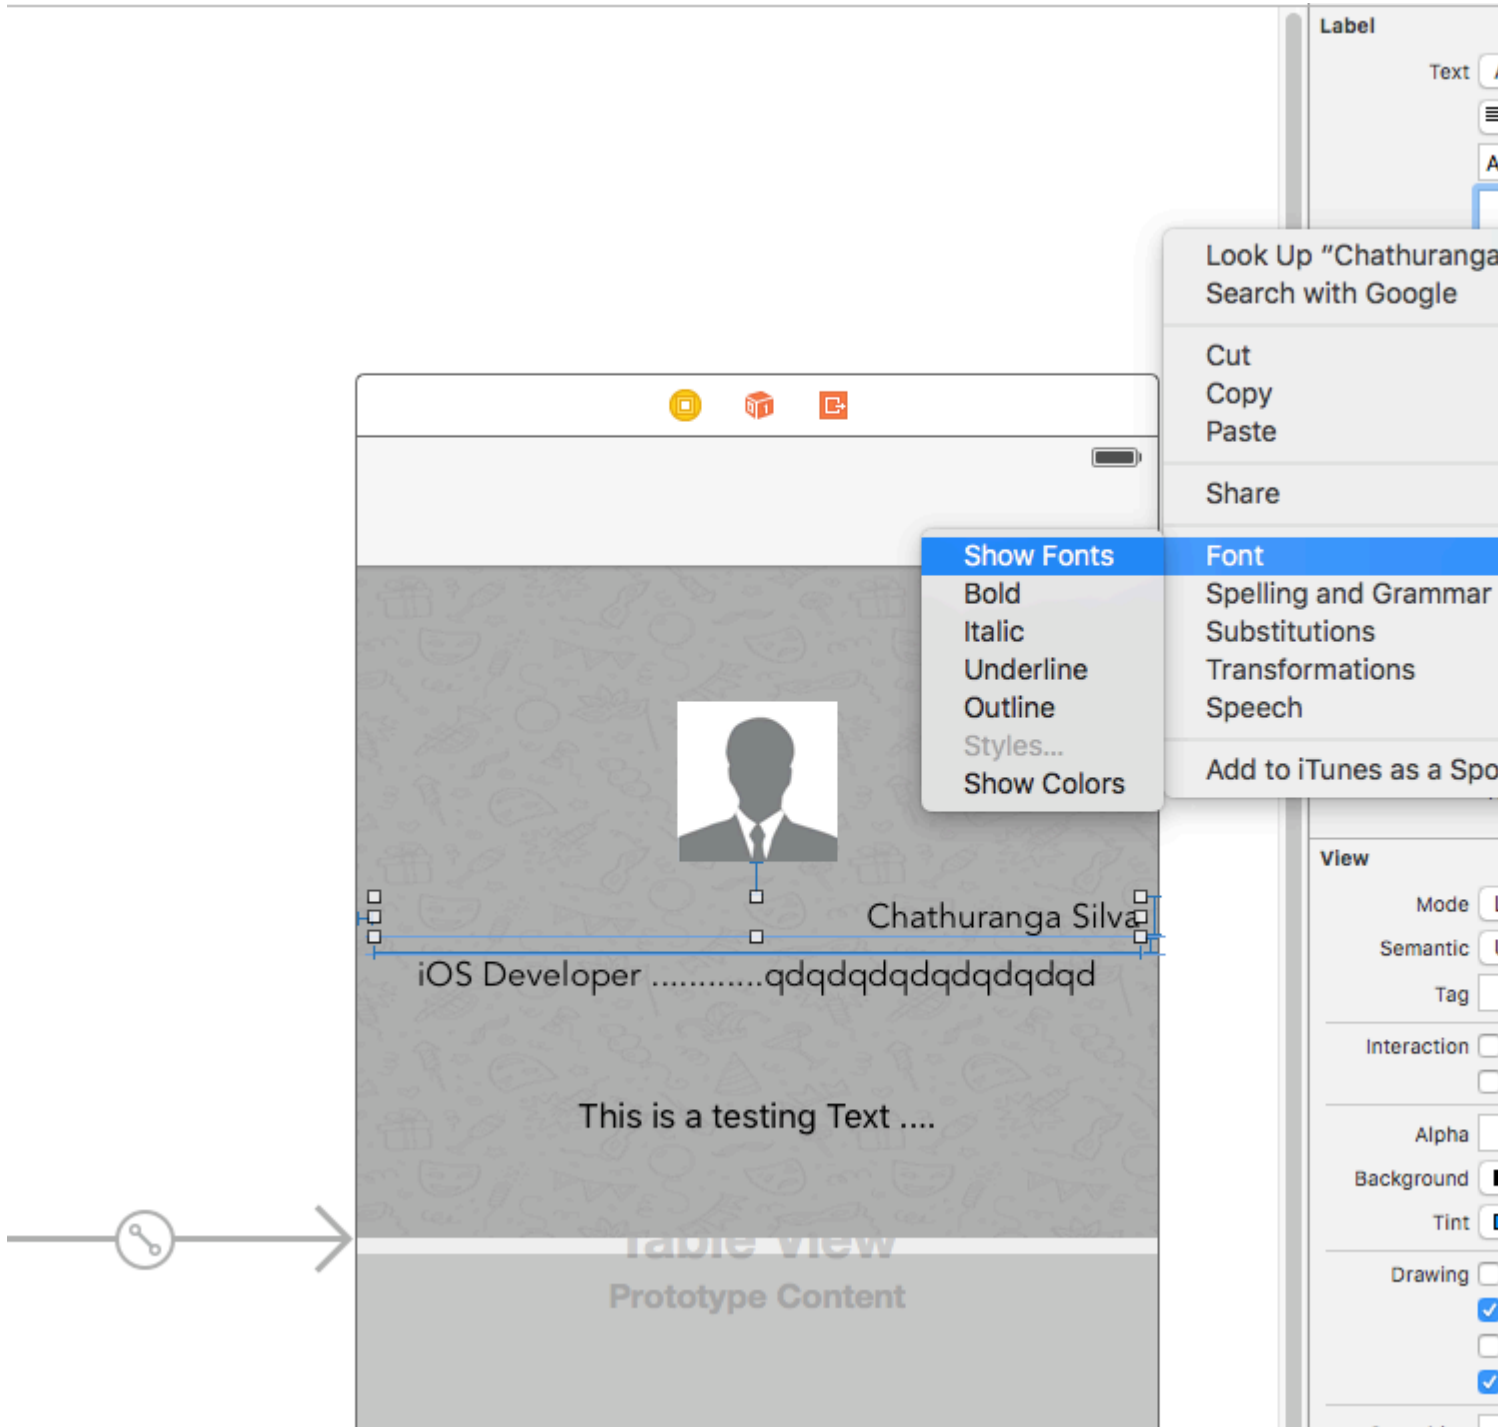 Label
Text
Look Up “Chathuranga
Search with Google
Cut
Copy
Paste
Share
Font
Spelling and Grammar
Substitutions
Transformations
Speech
Add to iTunes as a
Show Fonts
Bold
Italic
Underline
Outline
Styles...
Show Colors
Chathuranga Silva
iOS Developer ............qdqdqdqdqdqdqdqd
This is a testing Text ....
Table View
Prototype Content
View
Mode
Semantic
Tag
Interaction
Alpha
Background
Tint
Drawing